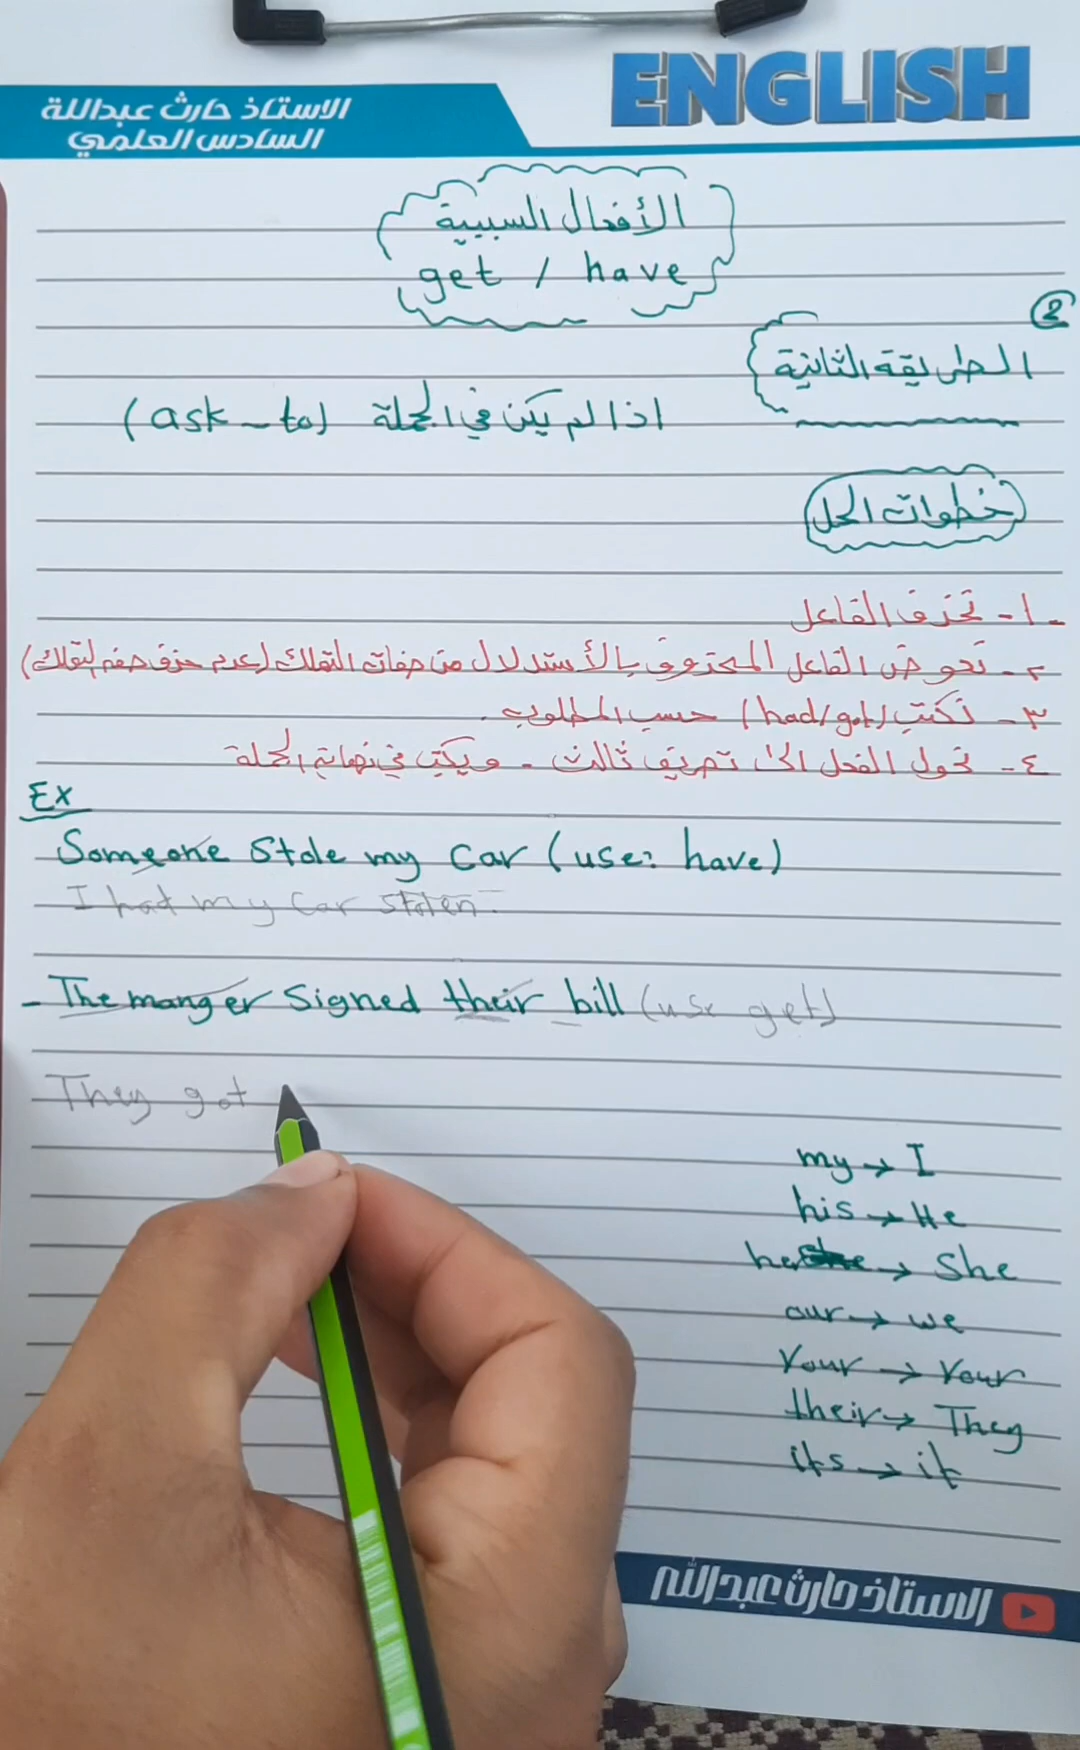 ENGLISH
الاستاذ حارث عبدالله
السادس العلمي
الأفعال السببية
get / have
2
الطريقة الثانية
اذا لم يكن في الجملة (ask - to)
خطوات الحل
١- تحذف الفاعل
٢- نعوض الفاعل المحذوف بالأستدلال من صفات التملك (عدم حذف صفة التملك)
٣- نكتب (had/got) حسب المطلوب.
٤- نحول الفعل الى تصريف ثالث - ويكتب في نهاية الجملة
Ex
Someone Stole my Car (use: have)
I had my Car stolen.
- The manger Signed their bill (use get)
They got
my → I
his → He
her → She
our → we
Your → Your
their → They
its → it
الاستاذ حارث عبدالله